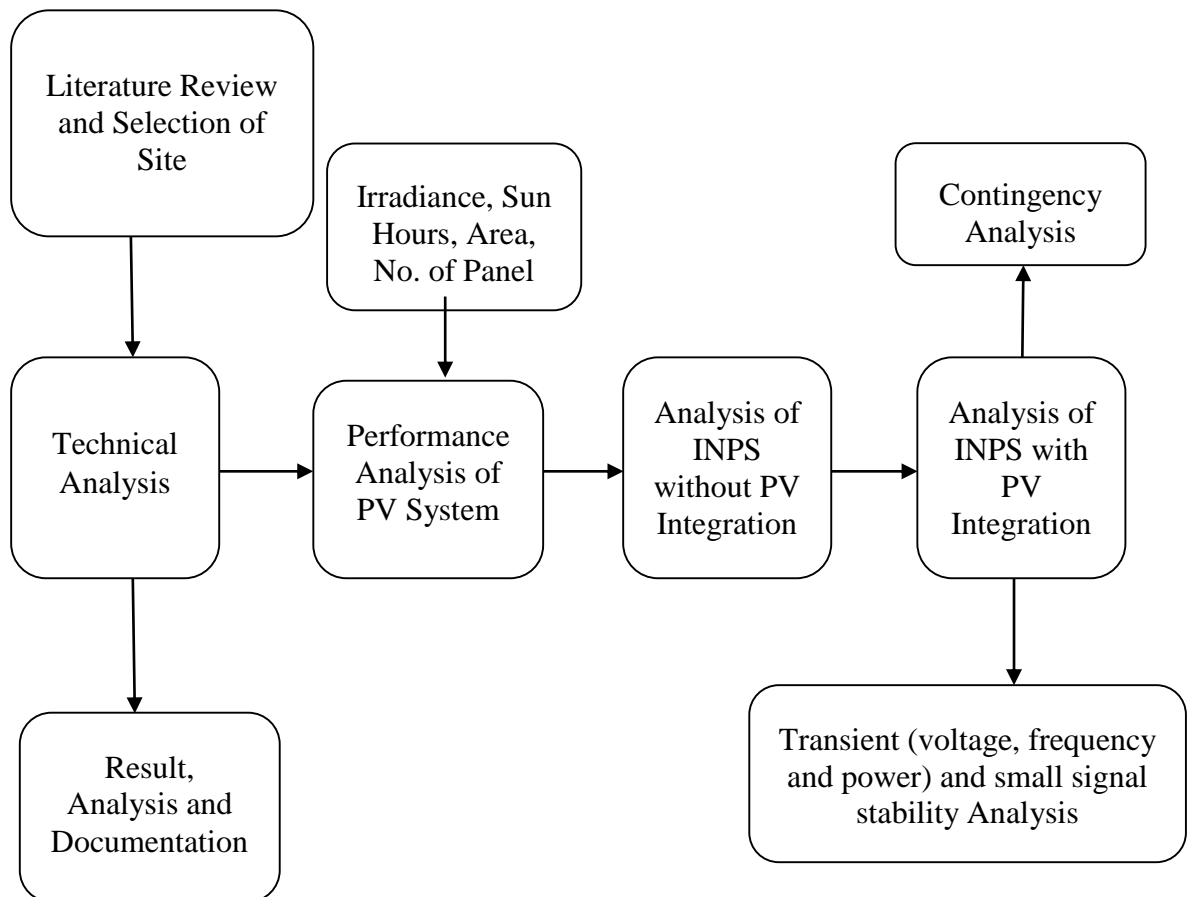 Literature Review
and Selection of
Site
Irradiance, Sun
Hours, Area,
No. of Panel
Contingency
Analysis
Technical
Analysis
Performance
Analysis of
PV System
Analysis of
INPS
without PV
Integration
Analysis of
INPS with
PV
Integration
Result,
Analysis and
Documentation
Transient (voltage, frequency
and power) and small signal
stability Analysis